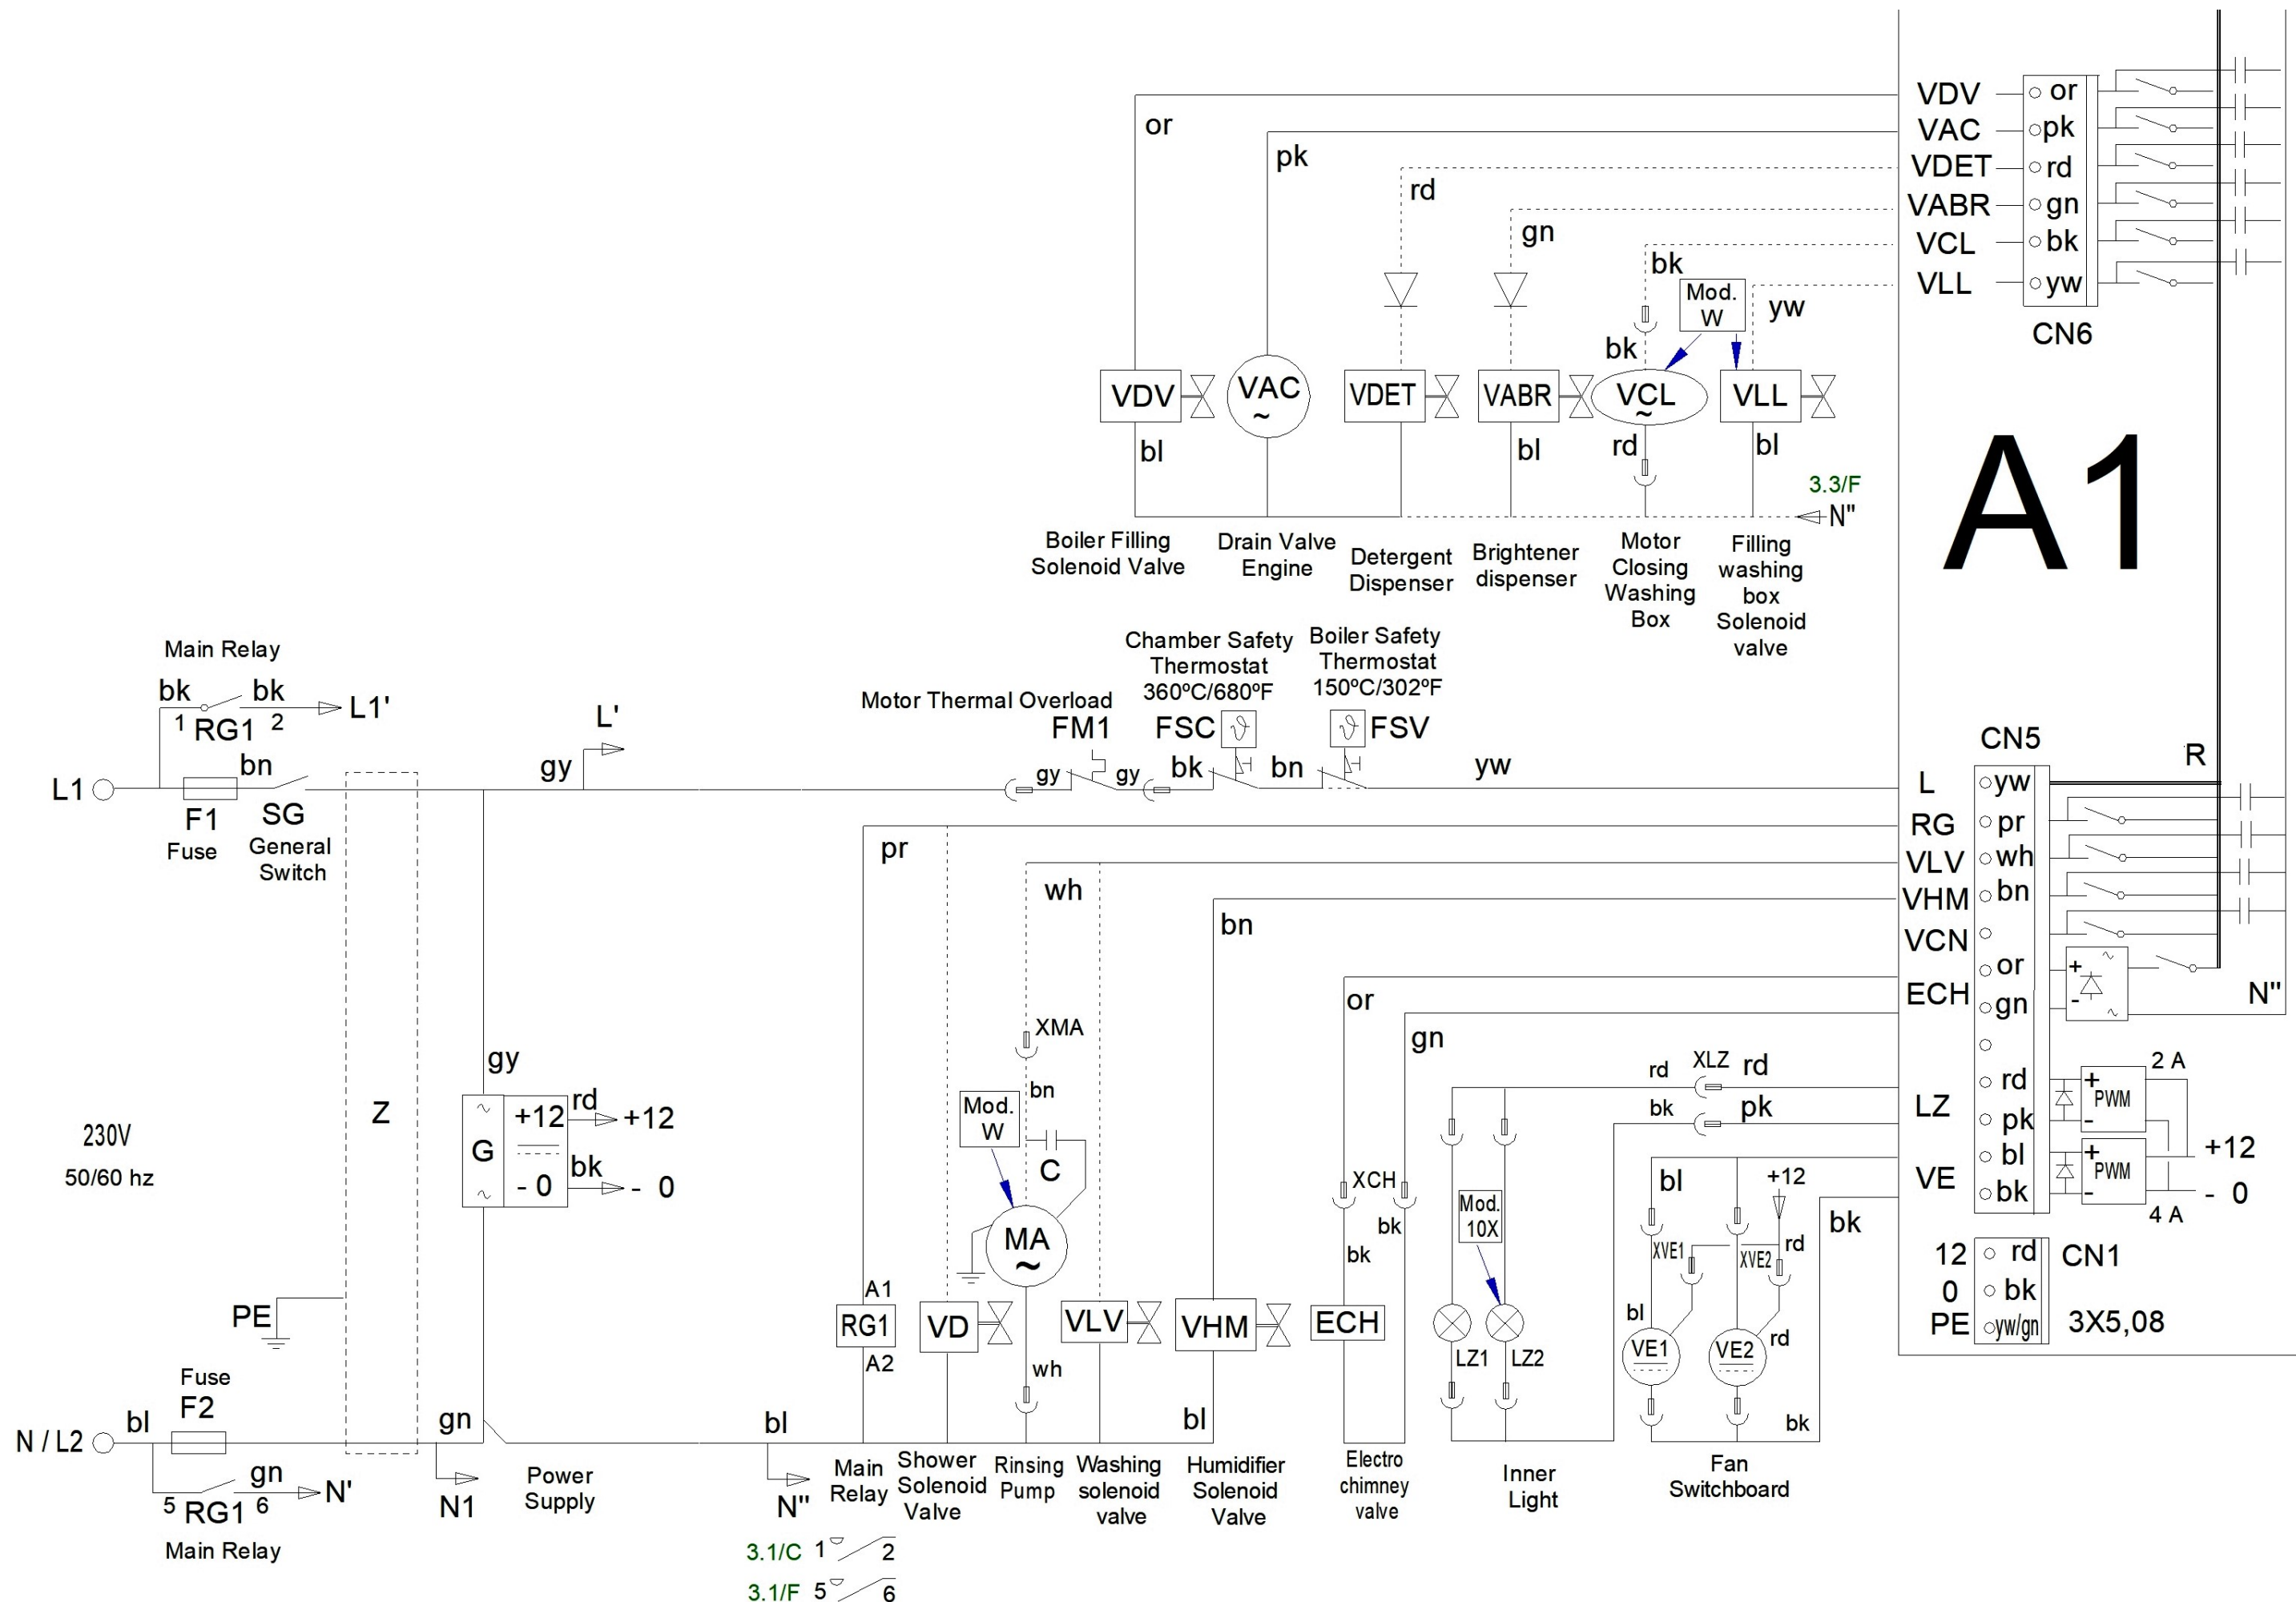 VDV or
VAC pk
VDET rd
VABR gn
VCL bk
VLL yw
CN6
or
pk
rd
gn
bk
Mod.
W
yw
bk
VDV
VAC
~
VDET
VABR
VCL
~
VLL
bl
bl
rd
bl
3.3/F
N"
A1
Boiler Filling
Solenoid Valve
Drain Valve
Engine
Detergent
Dispenser
Brightener
dispenser
Motor
Closing
Washing
Box
Filling
washing
box
Solenoid
valve
Main Relay
bk bk
L1'
1 RG1 2
L1
bn
F1
Fuse
SG
General
Switch
gy
L'
Motor Thermal Overload
FM1
gy gy
Chamber Safety
Thermostat
360ºC/680ºF
FSC
bk
Boiler Safety
Thermostat
150ºC/302ºF
FSV
bn
yw
CN5
R
L yw
RG pr
VLV wh
VHM bn
VCN
ECH or
gn
N"
+
-
LZ rd
pk
VE bl
bk
2 A
+
PWM
-
+
PWM
-
4 A
+12
- 0
12 rd CN1
0 bk
PE yw/gn 3X5,08
pr
wh
bn
or
gn
XMA
bn
Mod.
W
C
MA
~
wh
rd XLZ rd
bk pk
XCH
bk
bk
Mod.
10X
bl
+12
XVE1
XVE2
rd
bk
bl
rd
VE1
VE2
bk
LZ1 LZ2
A1
RG1
A2
VD
VLV
VHM
ECH
bl
Z
gy
G
+12
- 0
rd
+12
bk
- 0
230V
50/60 hz
PE
Fuse
F2
N / L2
bl
gn
5 RG1 6
N'
Main Relay
gn
N1
Power
Supply
bl
N"
Main
Relay
Shower
Solenoid
Valve
Rinsing
Pump
Washing
solenoid
valve
Humidifier
Solenoid
Valve
Electro
chimney
valve
Inner
Light
Fan
Switchboard
3.1/C 1 2
3.1/F 5 6